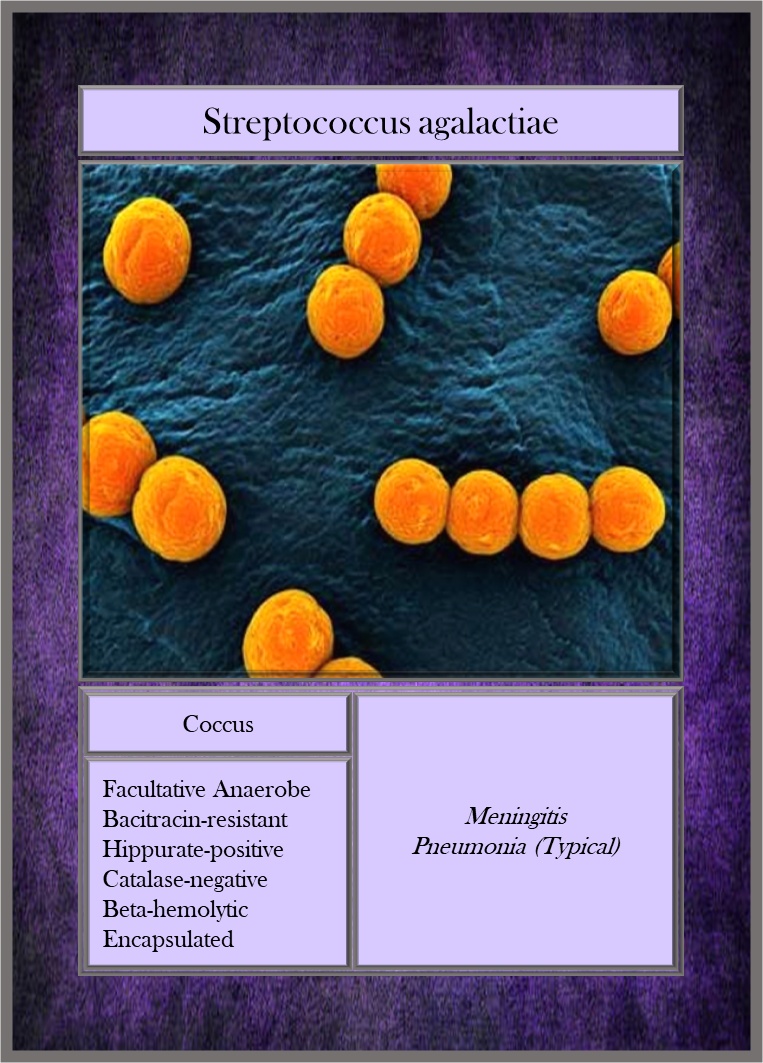 Streptococcus agalactiae
Coccus
Facultative Anaerobe
Bacitracin-resistant
Hippurate-positive
Catalase-negative
Beta-hemolytic
Encapsulated
Meningitis
Pneumonia (Typical)